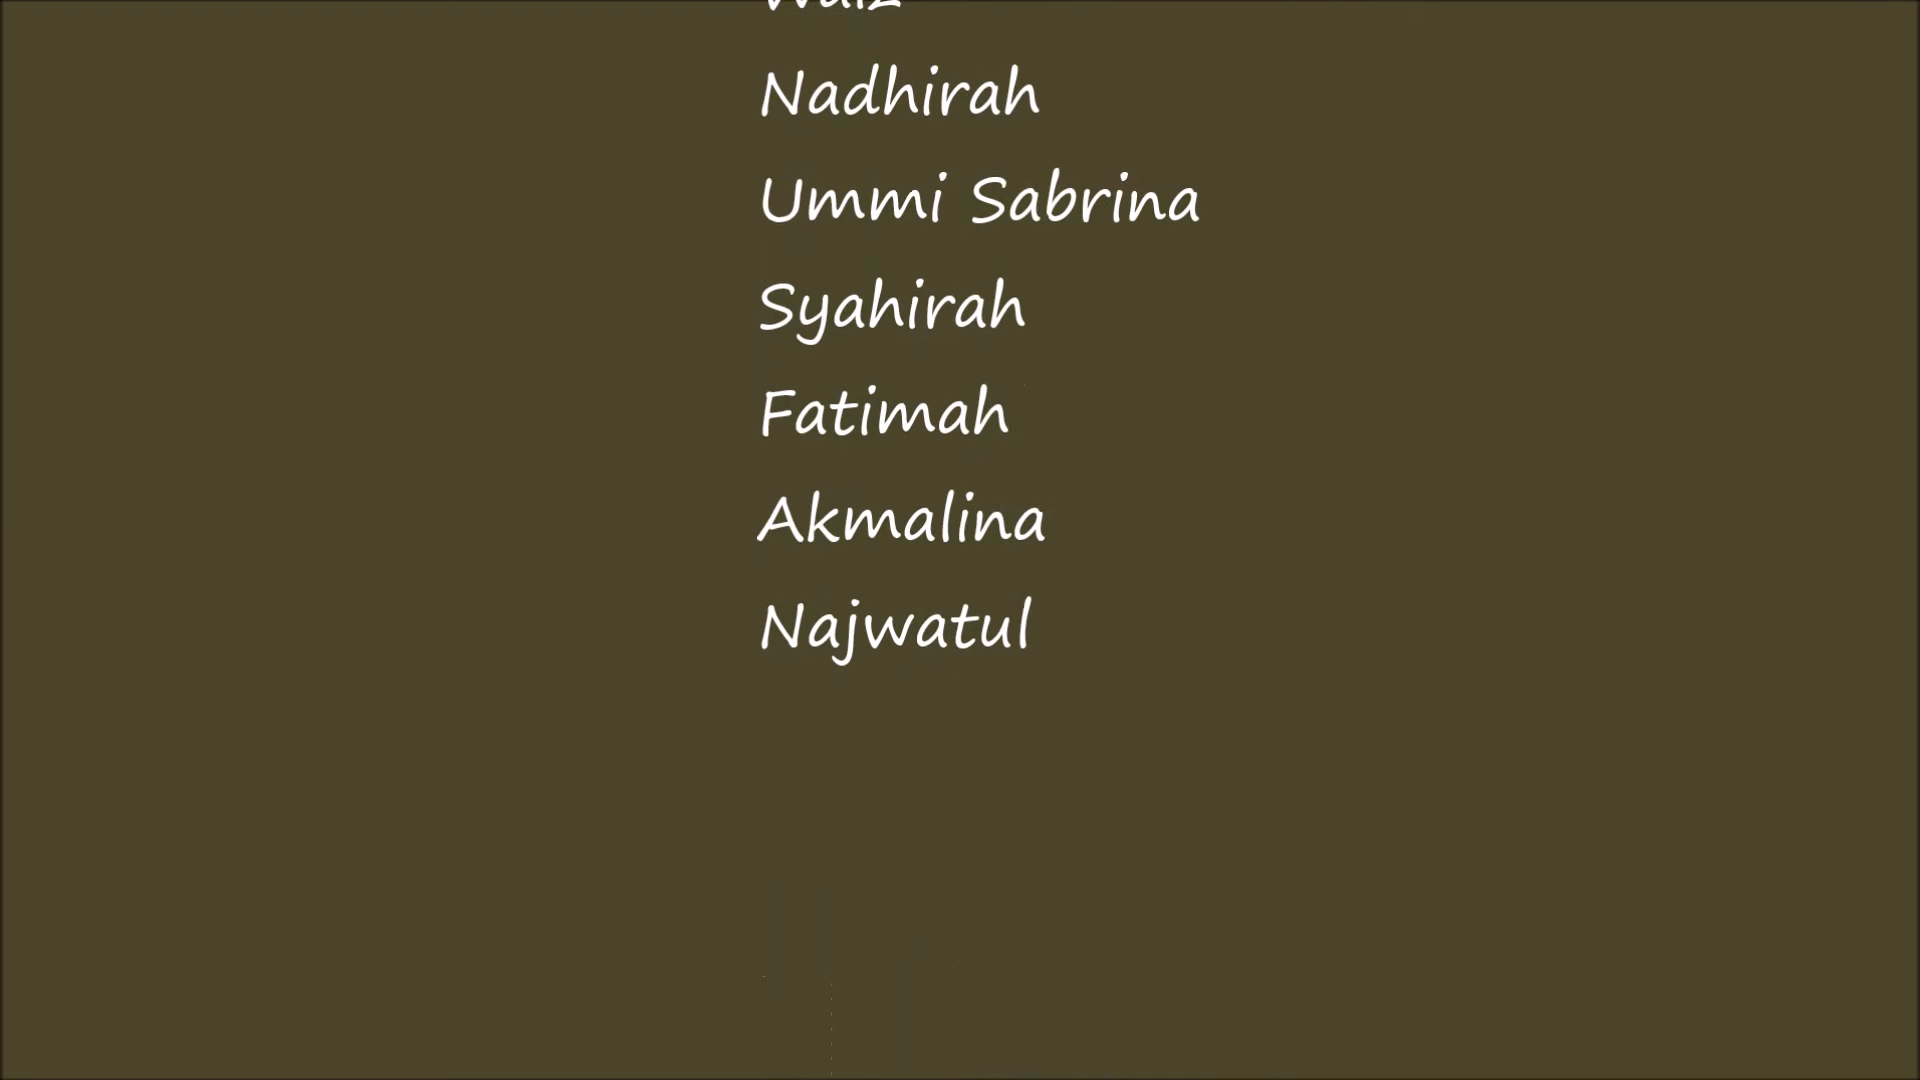 Nadhirah
Ummi Sabrina
Syahirah
Fatimah
Akmalina
Najwatul